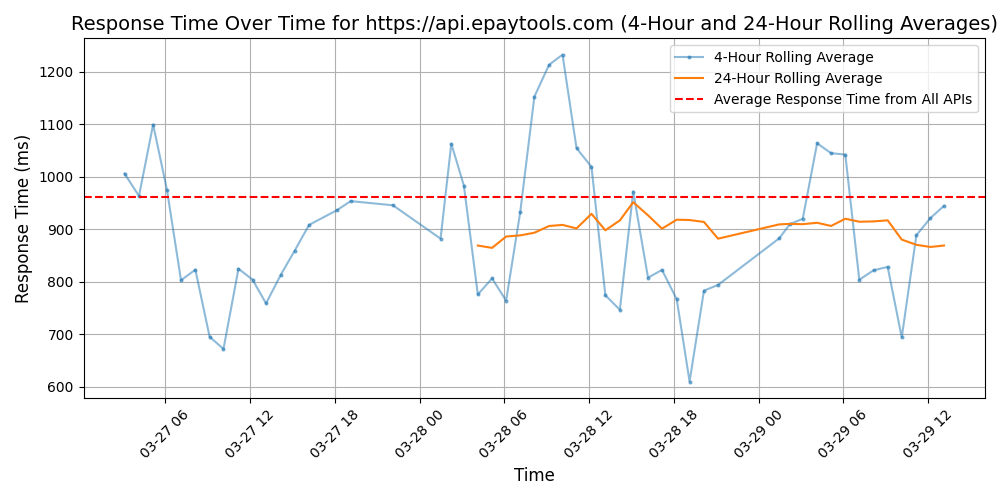 Response Time Over Time for https://api.epaytools.com (4-Hour and 24-Hour Rolling Averages)
4-Hour Rolling Average
24-Hour Rolling Average
Average Response Time from All APIs
Response Time (ms)
1200
1100
1000
900
800
700
600
03-27 06
03-27 12
03-27 18
03-28 00
03-28 06
03-28 12
03-28 18
03-29 00
03-29 06
03-29 12
Time